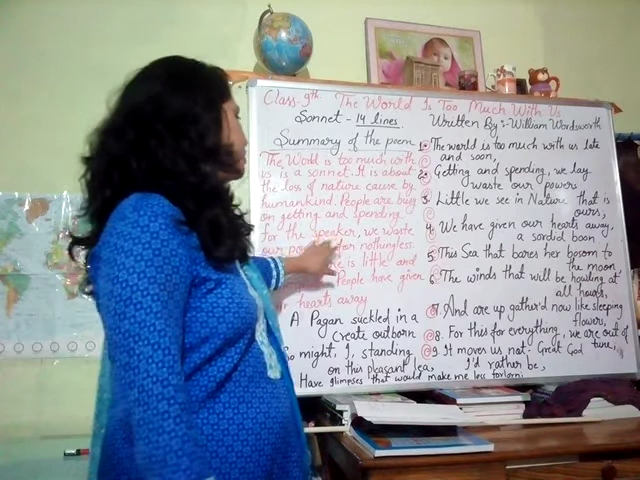 Class-9th The World Is Too Much With Us
Sonnet - 14 lines. Written By:- William Wordsworth
Summary of the poem
The World is too much with
us is a sonnet. It is about
the loss of nature cause by
humankind. People are busy
on getting and spending.
For the speaker, we waste
our for nothingless.
is little and
People have given
hearts away
1. The world is too much with us late
and soon,
2. Getting and spending, we lay
waste our powers
3. Little we see in Nature that is
ours,
4. We have given our hearts away,
a sordid boon
5. This Sea that bares her bosom to
the moon
6. The winds that will be howling at
all hours,
7. And are up gather'd now like sleeping
flower,
8. For this for everything, we are out of
tune,
9. It moves us not - Great God
I'd rather be,
A Pagan suckled in a
create outborn
So might, I, standing
on this pleasant lea,
Have glimpses that would make me less forlorn;